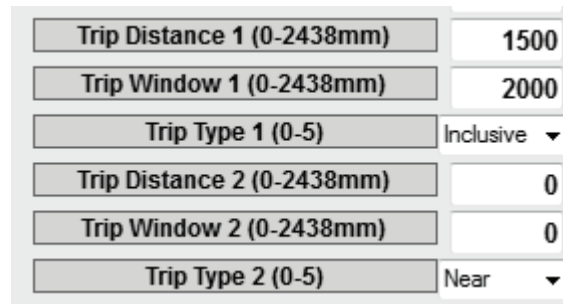 Trip Distance 1 (0-2438mm) 1500
Trip Window 1 (0-2438mm) 2000
Trip Type 1 (0-5) Inclusive
Trip Distance 2 (0-2438mm) 0
Trip Window 2 (0-2438mm) 0
Trip Type 2 (0-5) Near